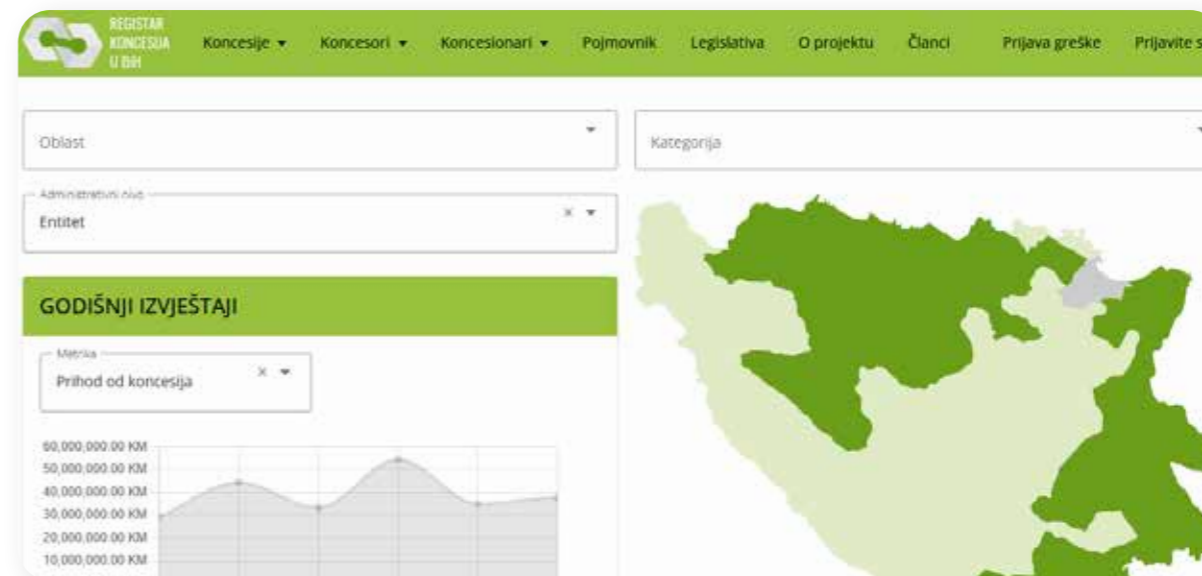 REGISTAR
KONCESIJA
U BIH
Koncesije Koncesori Koncesionari Pojmovnik Legislativa O projektu Članci Prijava greške Prijavite s
Oblast
Kategorija
Administrativni nivo
Entitet
GODIŠNJI IZVJEŠTAJI
Metrika
Prihod od koncesija
60,000,000.00 KM
50,000,000.00 KM
40,000,000.00 KM
30,000,000.00 KM
20,000,000.00 KM
10,000,000.00 KM